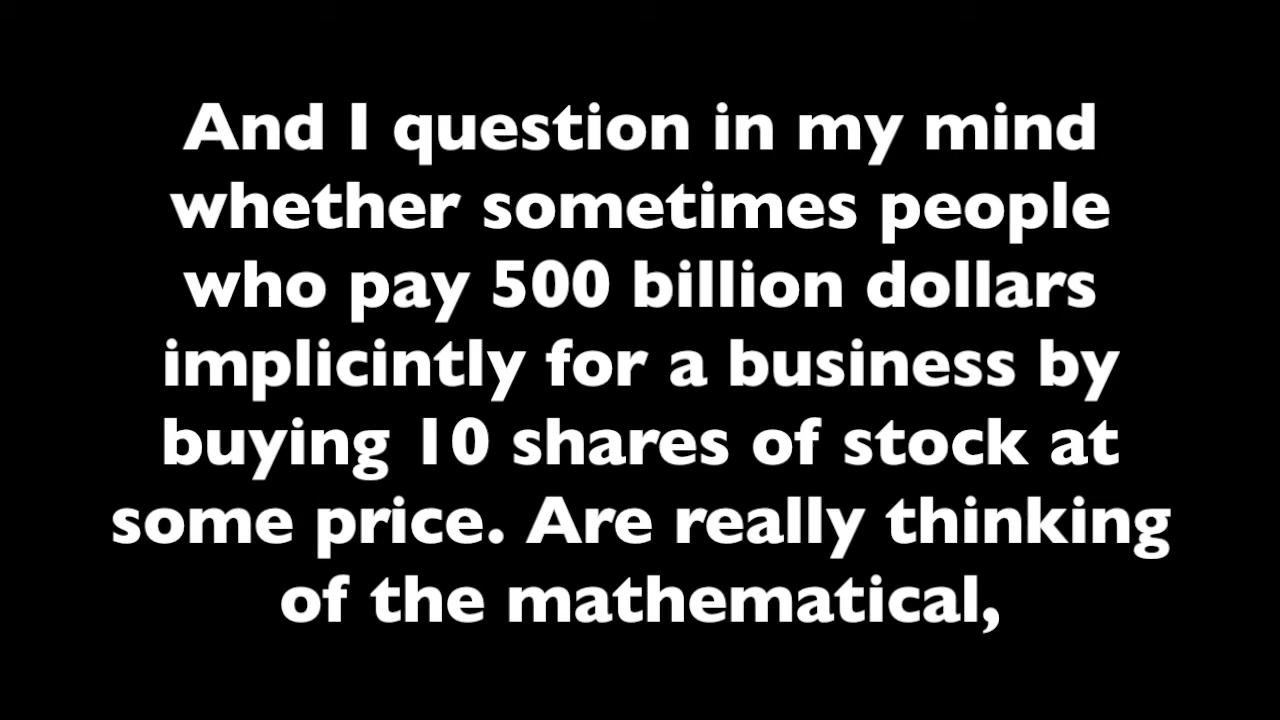 And I question in my mind
whether sometimes people
who pay 500 billion dollars
implicintly for a business by
buying 10 shares of stock at
some price. Are really thinking
of the mathematical,